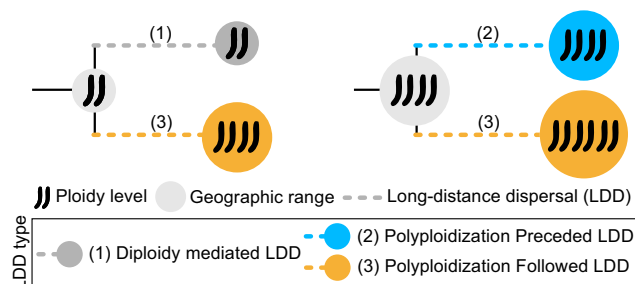 (1)
(2)
(3)
(3)
Ploidy level Geographic range Long-distance dispersal (LDD)
LDD type
(1) Diploidy mediated LDD
(2) Polyploidization Preceded LDD
(3) Polyploidization Followed LDD